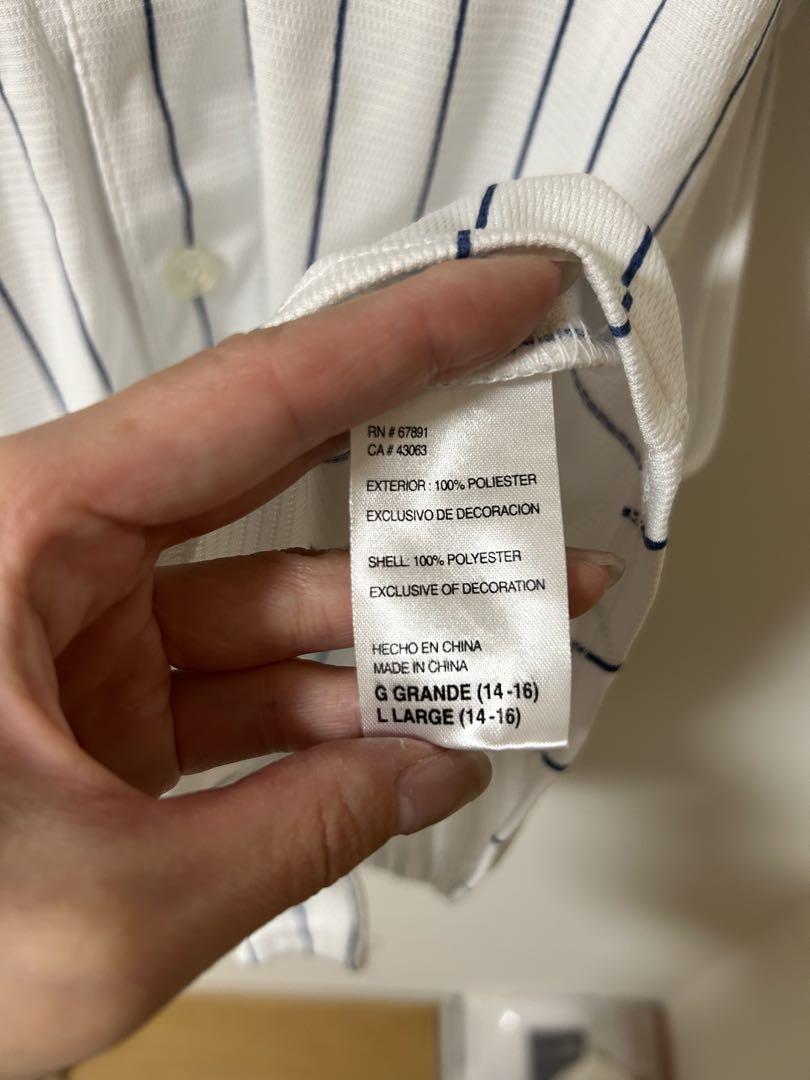 RN # 67891
CA # 43063
EXTERIOR : 100% POLIESTER
EXCLUSIVO DE DECORACION
SHELL: 100% POLYESTER
EXCLUSIVE OF DECORATION
HECHO EN CHINA
MADE IN CHINA
G GRANDE (14-16)
L LARGE (14-16)